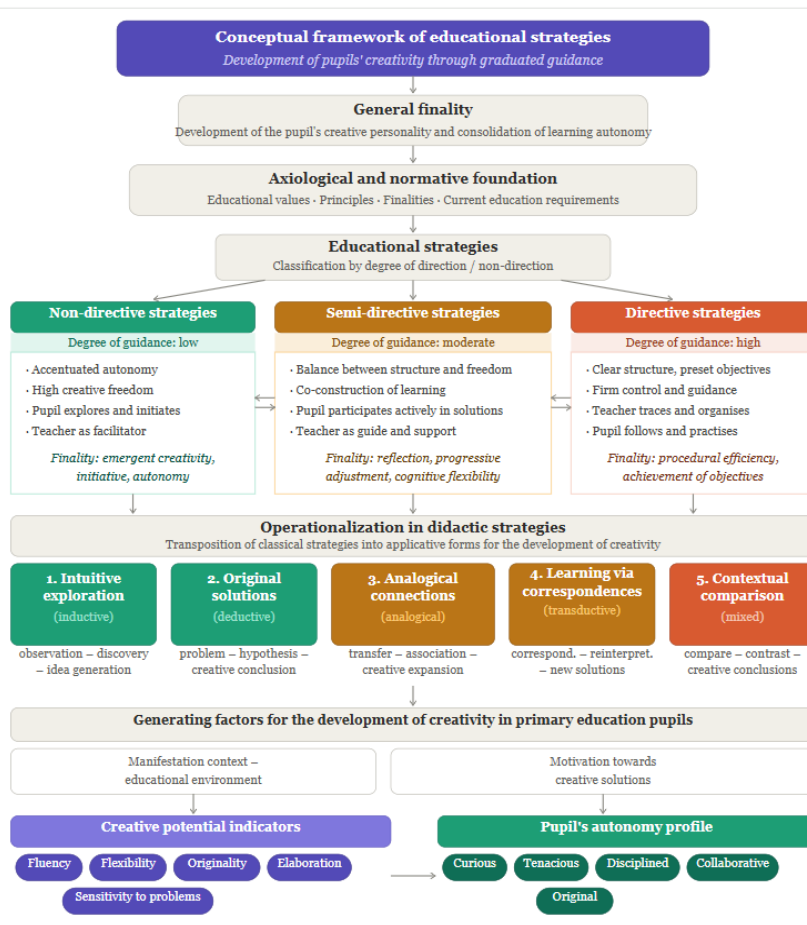 Conceptual framework of educational strategies
Development of pupils' creativity through graduated guidance
General finality
Development of the pupil's creative personality and consolidation of learning autonomy
Axiological and normative foundation
Educational values · Principles · Finalities · Current education requirements
Educational strategies
Classification by degree of direction / non-direction
Non-directive strategies
Degree of guidance: low
· Accentuated autonomy
· High creative freedom
· Pupil explores and initiates
· Teacher as facilitator
Finality: emergent creativity,
initiative, autonomy
Semi-directive strategies
Degree of guidance: moderate
· Balance between structure and freedom
· Co-construction of learning
· Pupil participates actively in solutions
· Teacher as guide and support
Finality: reflection, progressive
adjustment, cognitive flexibility
Directive strategies
Degree of guidance: high
· Clear structure, preset objectives
· Firm control and guidance
· Teacher traces and organises
· Pupil follows and practises
Finality: procedural efficiency,
achievement of objectives
Operationalization in didactic strategies
Transposition of classical strategies into applicative forms for the development of creativity
1. Intuitive
exploration
(inductive)
observation – discovery
– idea generation
2. Original
solutions
(deductive)
problem – hypothesis –
creative conclusion
3. Analogical
connections
(analogical)
transfer – association –
creative expansion
4. Learning via
correspondences
(transductive)
correspond. – reinterpret.
– new solutions
5. Contextual
comparison
(mixed)
compare – contrast –
creative conclusions
Generating factors for the development of creativity in primary education pupils
Manifestation context –
educational environment
Motivation towards
creative solutions
Creative potential indicators
Fluency
Flexibility
Originality
Elaboration
Sensitivity to problems
Pupil's autonomy profile
Curious
Tenacious
Disciplined
Collaborative
Original